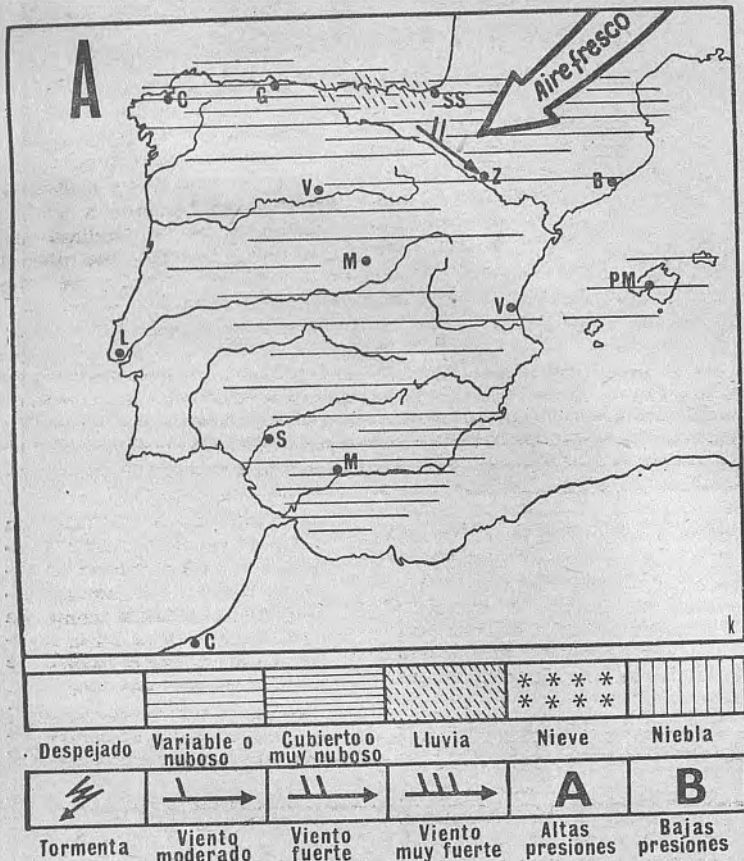 Aire fresco
A
C
G
SS
Z
B
V
M
PM
V
L
S
M
C
k
Despejado
Variable o nuboso
Cubierto o muy nuboso
Lluvia
Nieve
Niebla
A
B
Tormenta
Viento moderado
Viento fuerte
Viento muy fuerte
Altas presiones
Bajas presiones